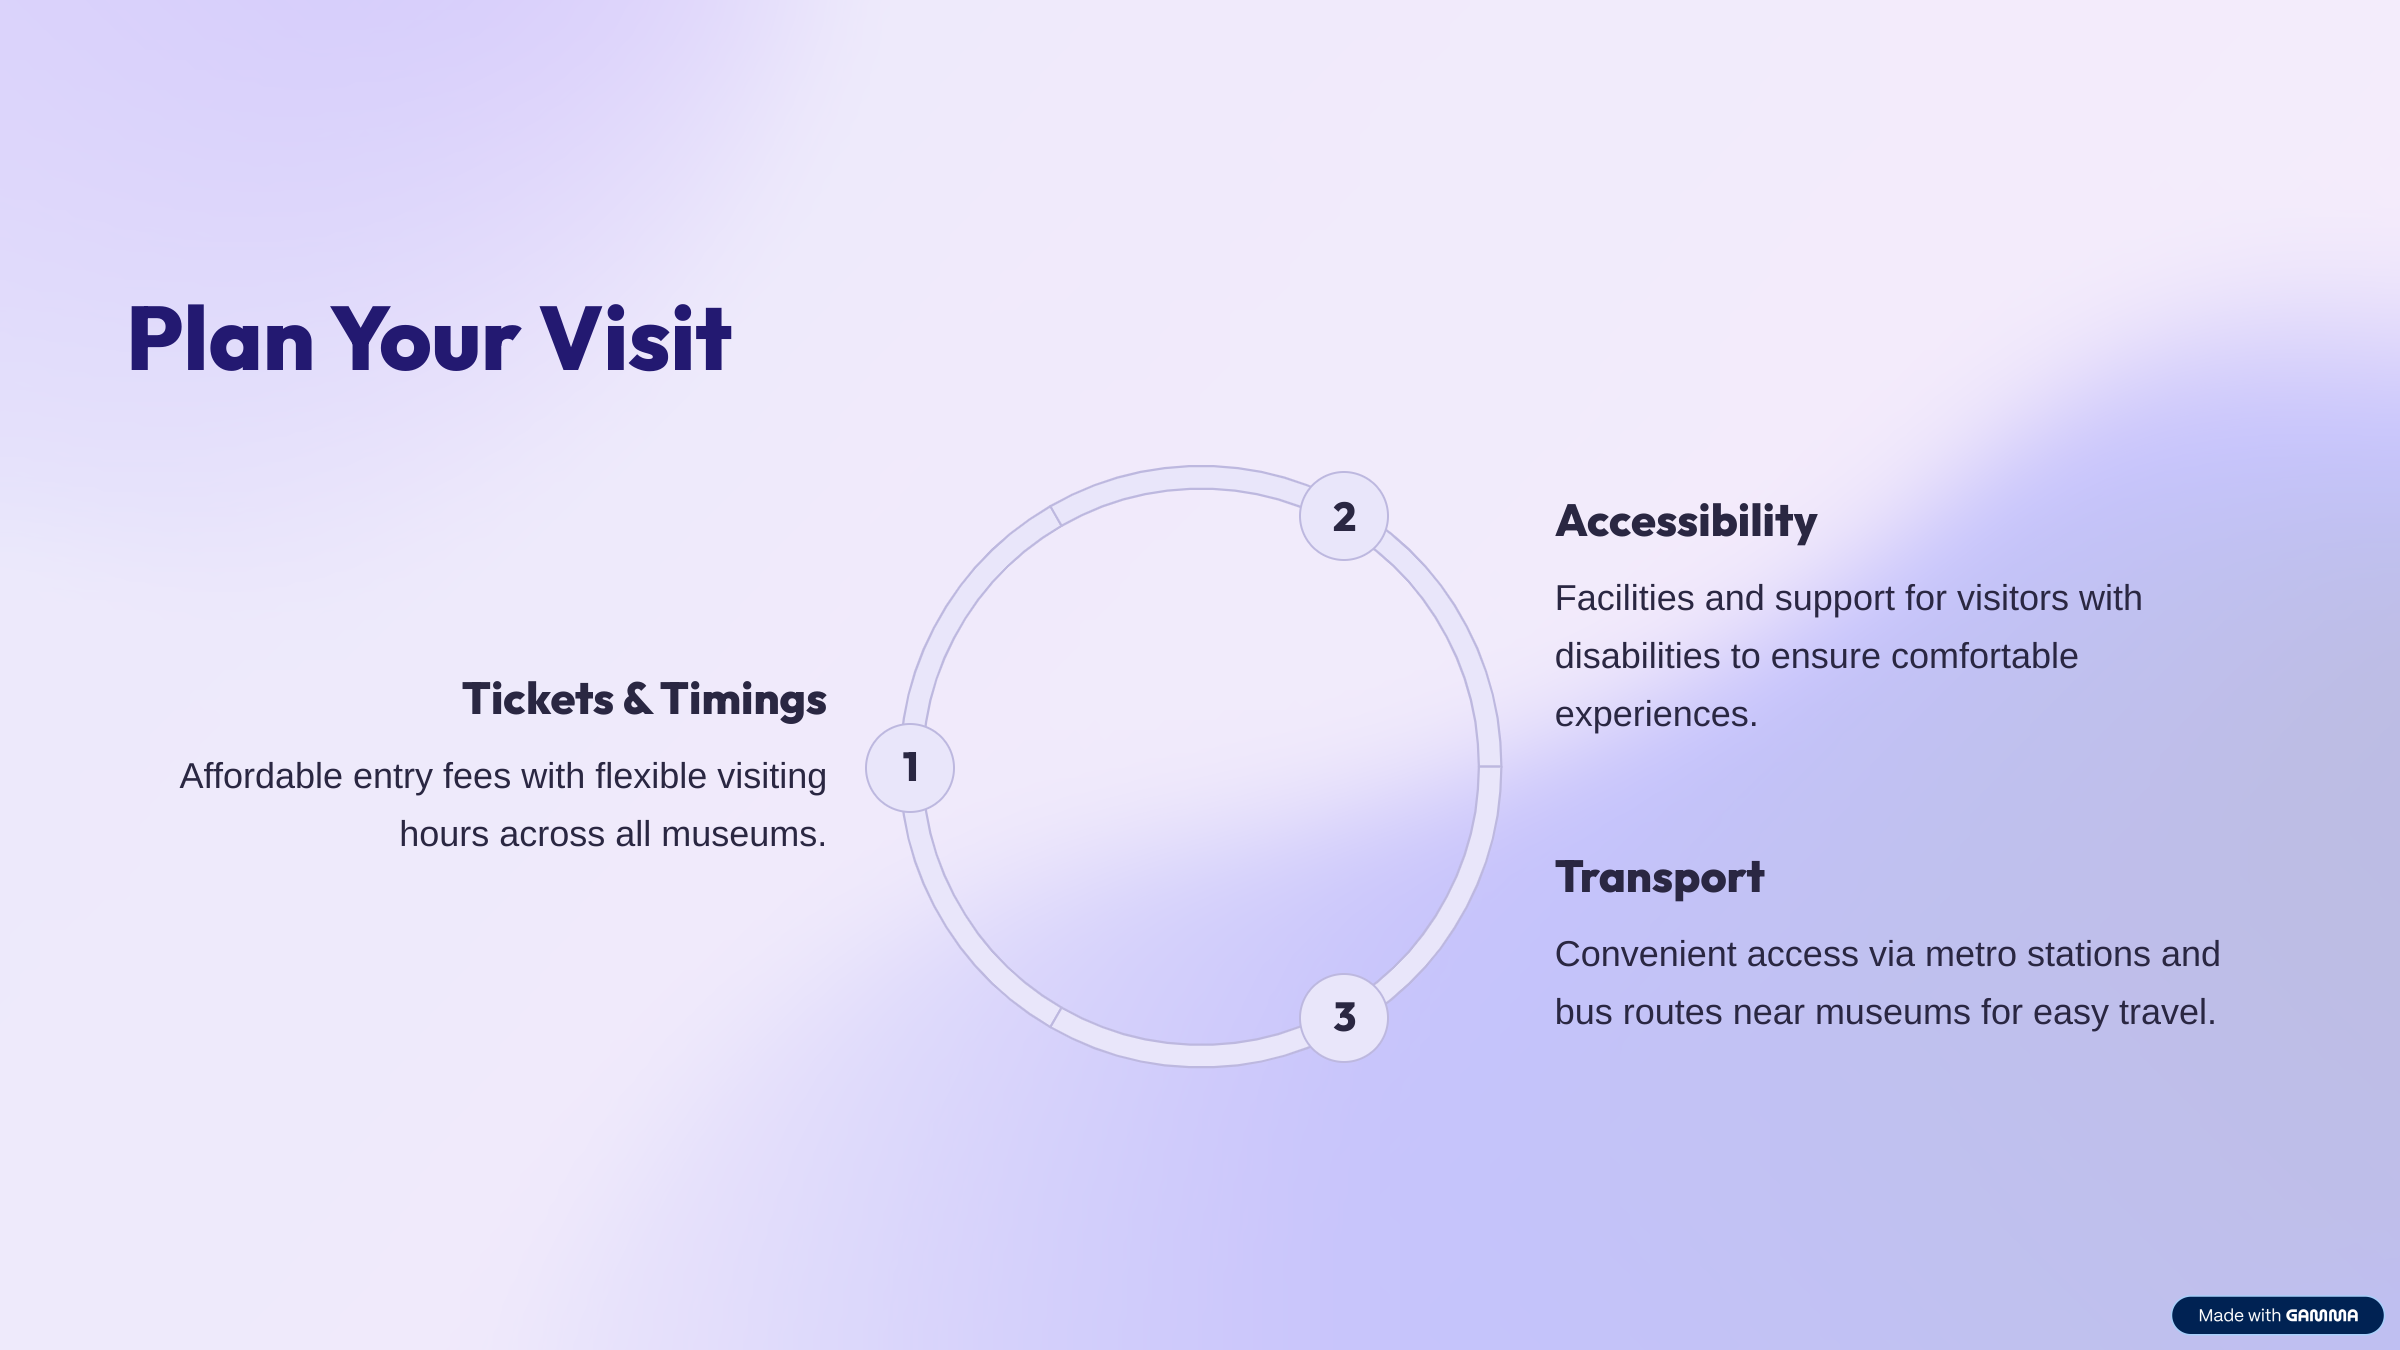 Plan Your Visit
1
Tickets & Timings
Affordable entry fees with flexible visiting
hours across all museums.
2
Accessibility
Facilities and support for visitors with
disabilities to ensure comfortable
experiences.
3
Transport
Convenient access via metro stations and
bus routes near museums for easy travel.
Made with GAMMA